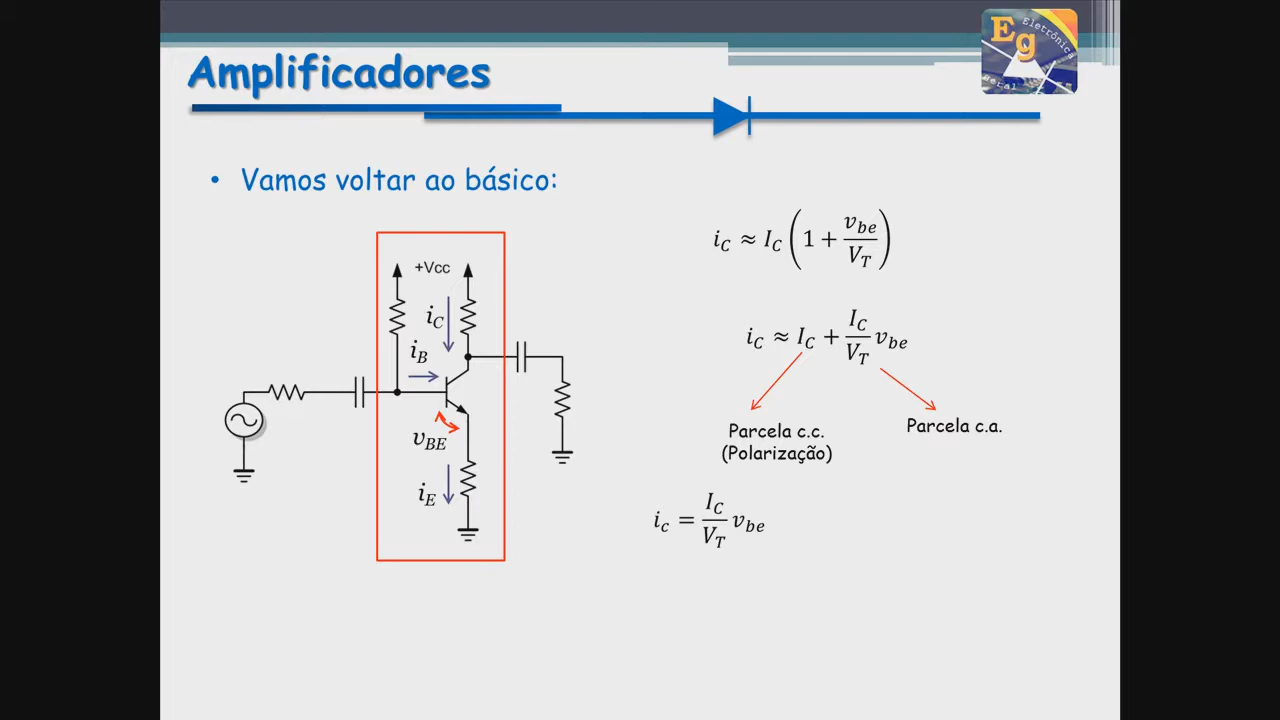 Amplificadores
Eg
Eletrônica
Geral
• Vamos voltar ao básico:
+Vcc
i_C
i_B
v_BE
i_E
i_C ≈ I_C (1 + v_be/V_T)
i_C ≈ I_C + I_C/V_T v_be
Parcela c.c.
(Polarização)
Parcela c.a.
i_c = I_C/V_T v_be